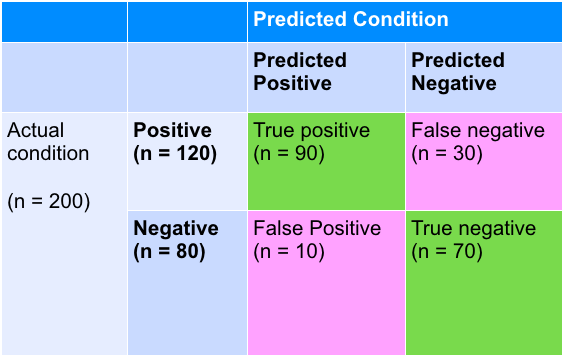 Predicted Condition
Predicted
Positive
Predicted
Negative
Actual
condition
(n = 200)
Positive
(n = 120)
True positive
(n = 90)
False negative
(n = 30)
Negative
(n = 80)
False Positive
(n = 10)
True negative
(n = 70)